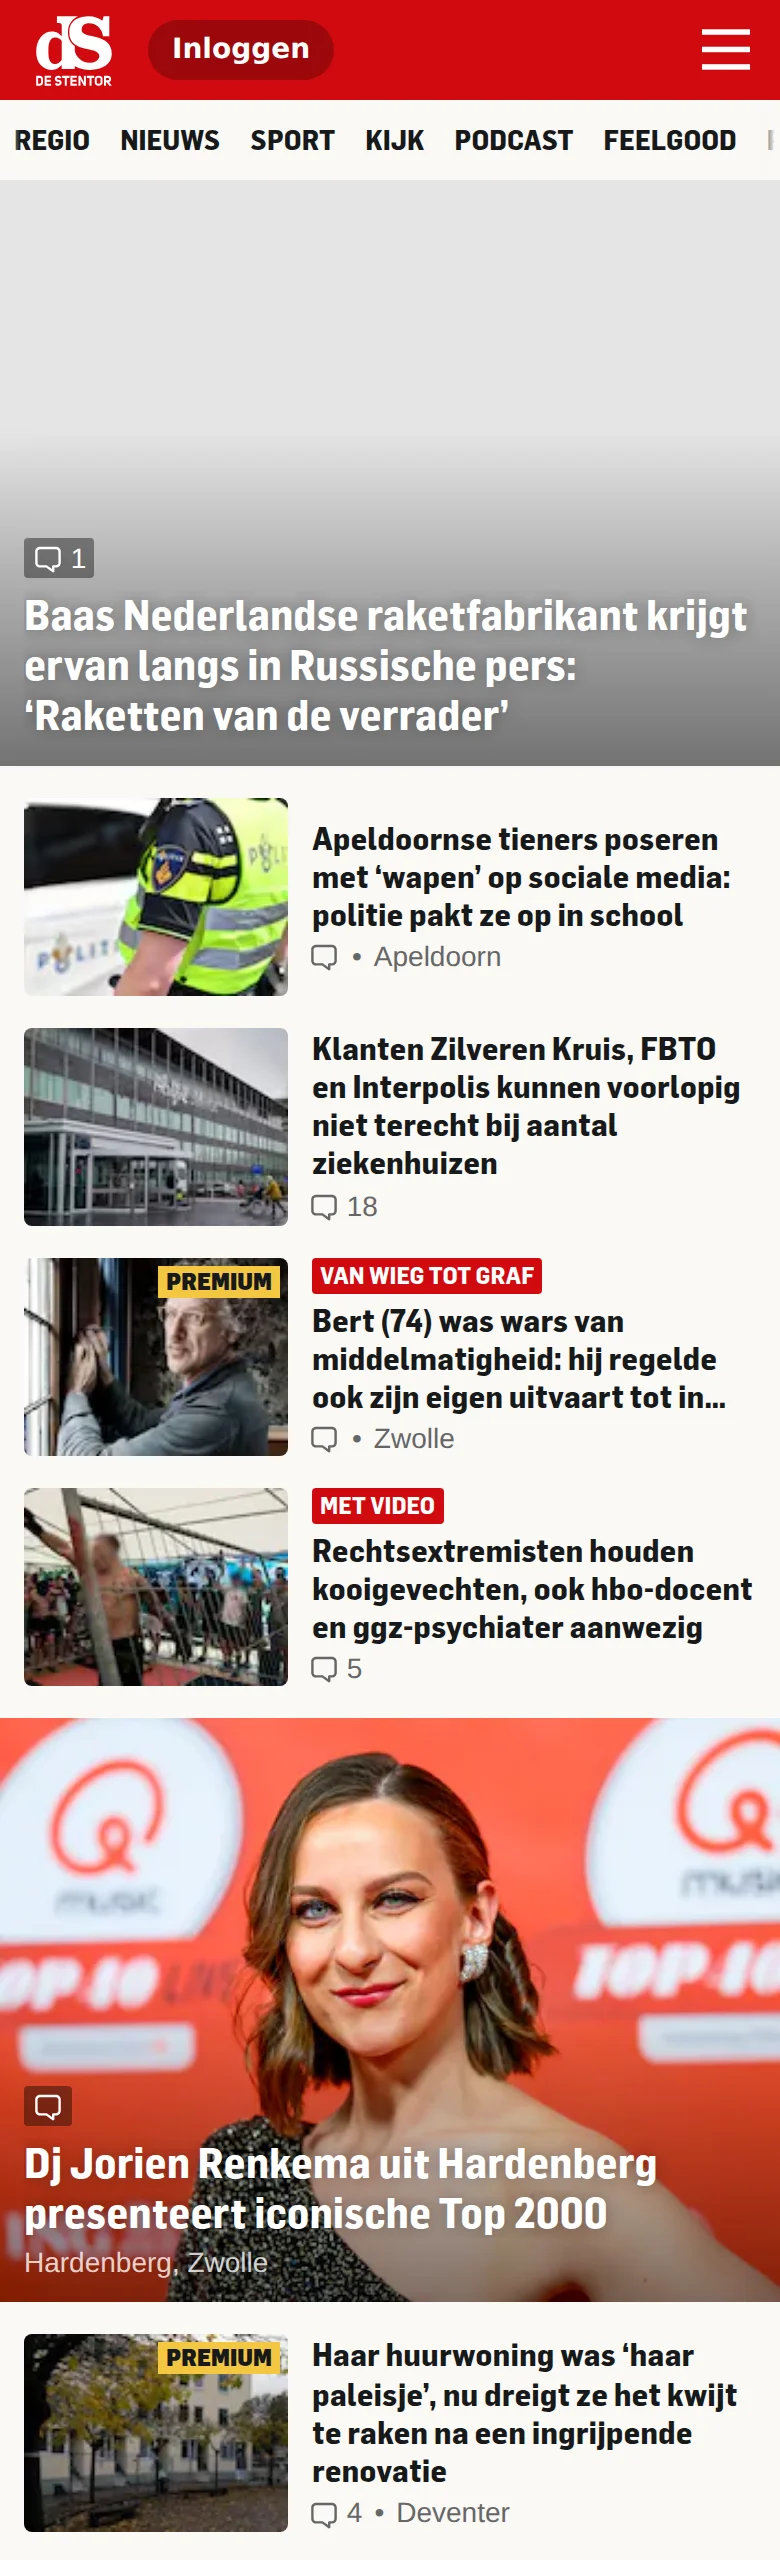 dS
DE STENTOR
Inloggen
REGIO NIEUWS SPORT KIJK PODCAST FEELGOOD
1
Baas Nederlandse raketfabrikant krijgt
ervan langs in Russische pers:
‘Raketten van de verrader’
POLITIE
Apeldoornse tieners poseren
met ‘wapen’ op sociale media:
politie pakt ze op in school
• Apeldoorn
Klanten Zilveren Kruis, FBTO
en Interpolis kunnen voorlopig
niet terecht bij aantal
ziekenhuizen
18
PREMIUM
VAN WIEG TOT GRAF
Bert (74) was wars van
middelmatigheid: hij regelde
ook zijn eigen uitvaart tot in...
• Zwolle
MET VIDEO
Rechtsextremisten houden
kooigevechten, ook hbo-docent
en ggz-psychiater aanwezig
5
Q music Q music
TOP-40 LIVE TOP-40
Dj Jorien Renkema uit Hardenberg
presenteert iconische Top 2000
Hardenberg, Zwolle
PREMIUM
Haar huurwoning was ‘haar
paleisje’, nu dreigt ze het kwijt
te raken na een ingrijpende
renovatie
4 • Deventer